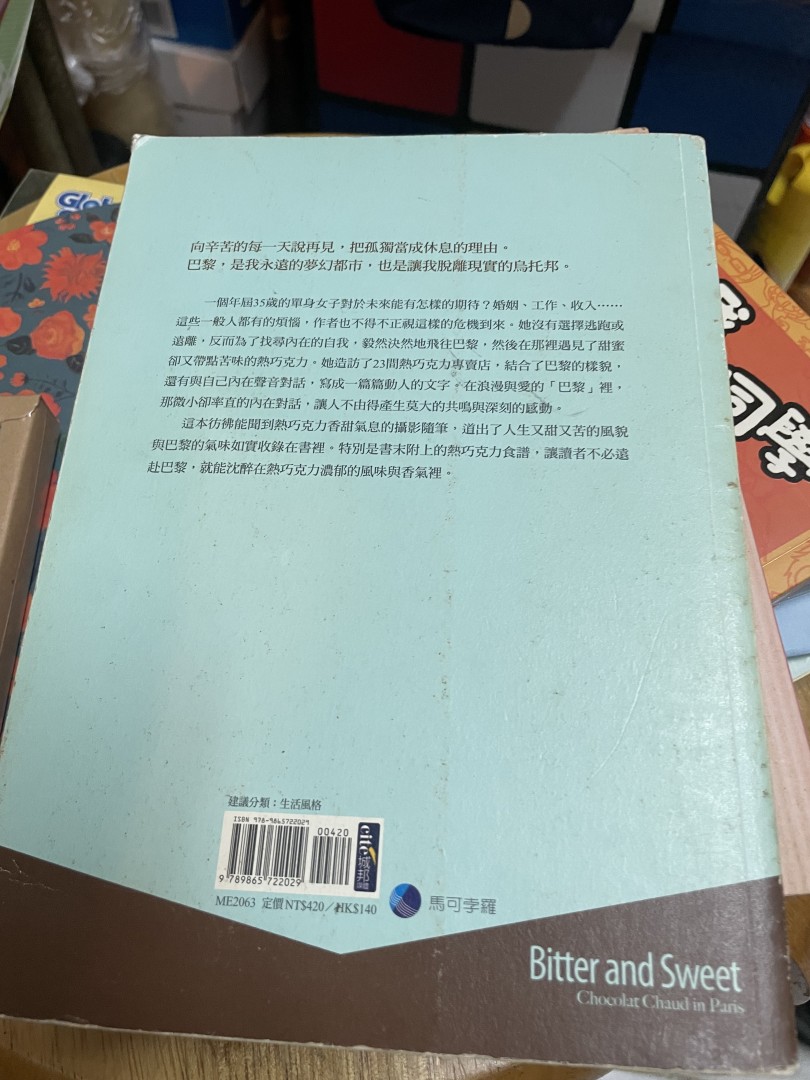 Glob
向辛苦的每一天說再見，把孤獨當成休息的理由。
巴黎，是我永遠的夢幻都市，也是讓我脫離現實的烏托邦。
一個年屆35歲的單身女子對於未來能有怎樣的期待？婚姻、工作、收入……
這些一般人都有的煩惱，作者也不得不正視這樣的危機到來。她沒有選擇逃跑或
遠離，反而為了找尋內在的自我，毅然決然地飛往巴黎，然後在那裡遇見了甜蜜
卻又帶點苦味的熱巧克力。她造訪了23間熱巧克力專賣店，結合了巴黎的樣貌，
還有與自己內在聲音對話，寫成一篇篇動人的文字。在浪漫與愛的「巴黎」裡，
那微小卻率直的內在對話，讓人不由得產生莫大的共鳴與深刻的感動。
這本彷彿能聞到熱巧克力香甜氣息的攝影隨筆，道出了人生又甜又苦的風貌
與巴黎的氣味如實收錄在書裡。特別是書末附上的熱巧克力食譜，讓讀者不必遠
赴巴黎，就能沈醉在熱巧克力濃郁的風味與香氣裡。
學
建議分類：生活風格
ISBN 978-9865722029
00420
9 789865 722029
cite城邦
ME2063 定價NT$420／HK$140
馬可孛羅
Bitter and Sweet
Chocolat Chaud in Paris